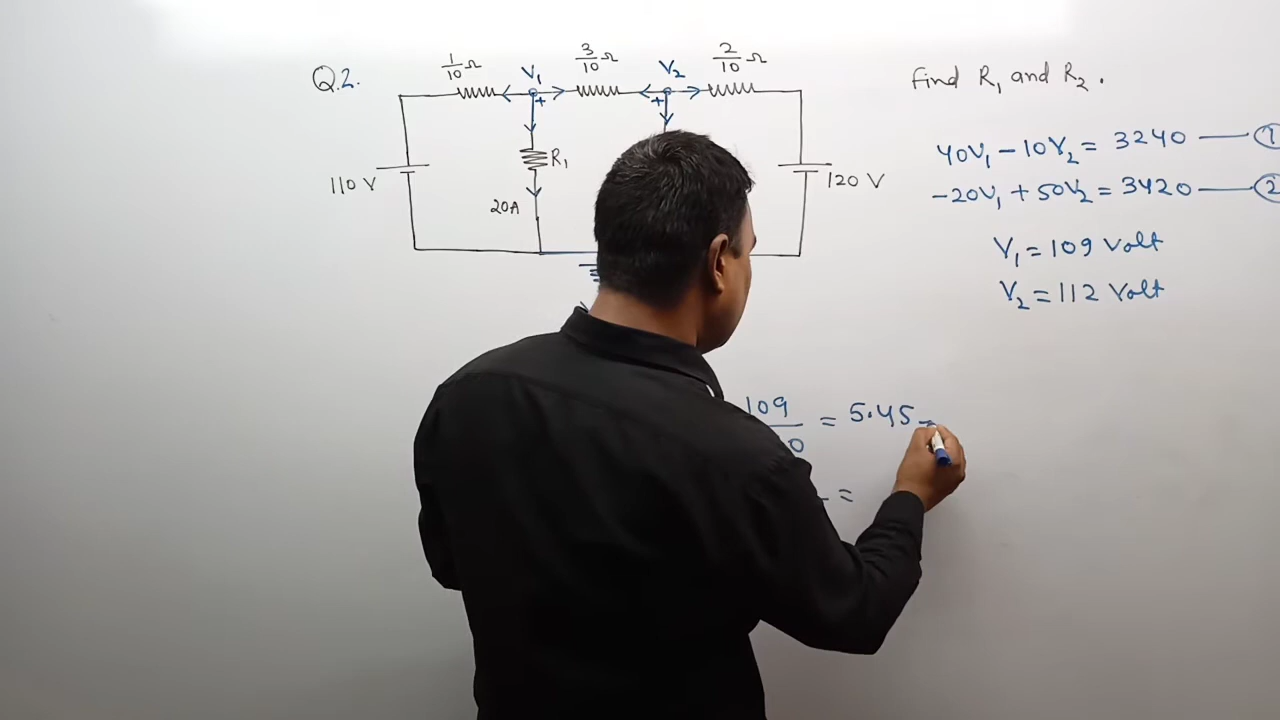 Q.2.
1/10 Ω
V₁
3/10 Ω
V₂
2/10 Ω
+
+
R₁
110 V
20A
120 V
Find R₁ and R₂.
40V₁ - 10V₂ = 3240 — 1
-20V₁ + 50V₂ = 3420 — 2
V₁ = 109 Volt
V₂ = 112 Volt
109
= 5.45
=